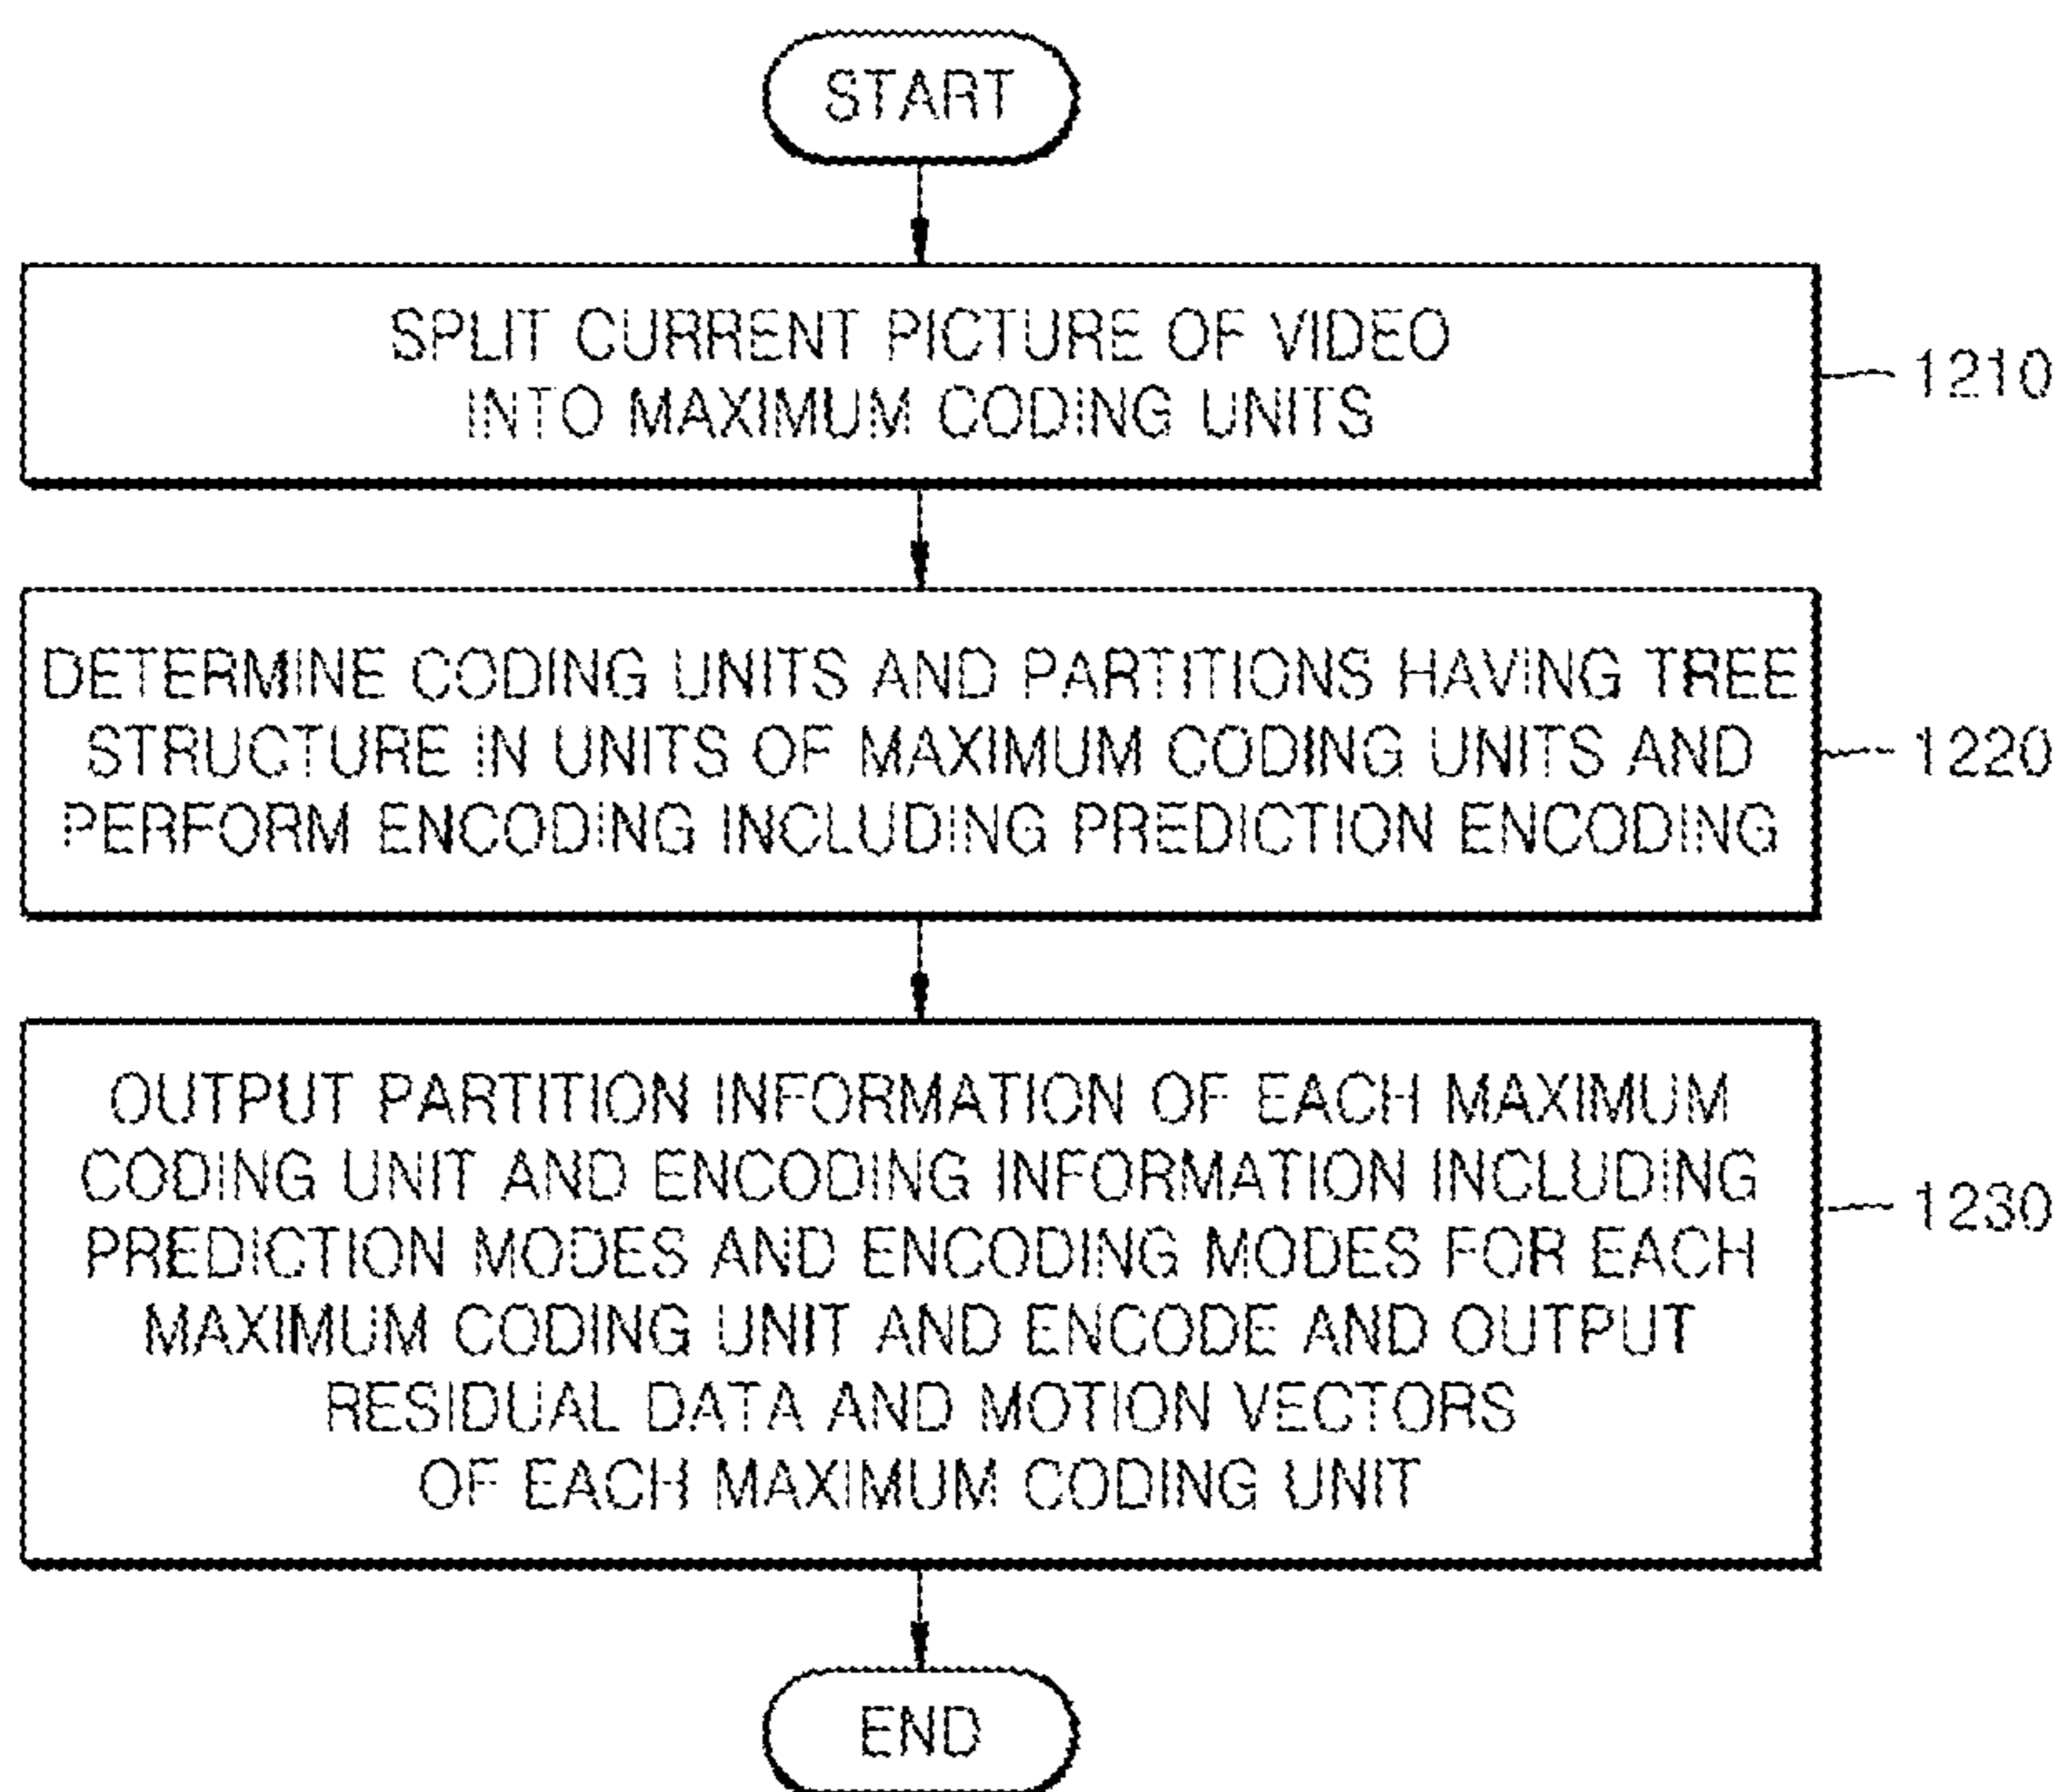 START
SPLIT CURRENT PICTURE OF VIDEO
INTO MAXIMUM CODING UNITS
1210
DETERMINE CODING UNITS AND PARTITIONS HAVING TREE
STRUCTURE IN UNITS OF MAXIMUM CODING UNITS AND
PERFORM ENCODING INCLUDING PREDICTION ENCODING
1220
OUTPUT PARTITION INFORMATION OF EACH MAXIMUM
CODING UNIT AND ENCODING INFORMATION INCLUDING
PREDICTION MODES AND ENCODING MODES FOR EACH
MAXIMUM CODING UNIT AND ENCODE AND OUTPUT
RESIDUAL DATA AND MOTION VECTORS
OF EACH MAXIMUM CODING UNIT
1230
END